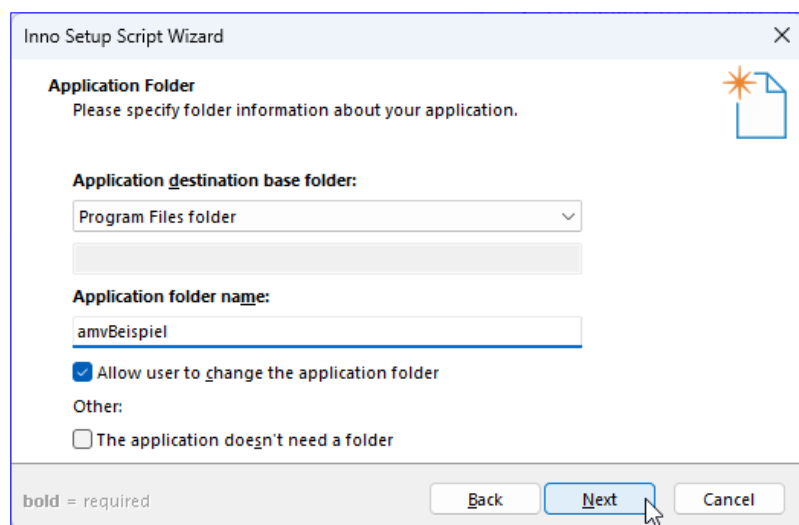 Inno Setup Script Wizard
Application Folder
Please specify folder information about your application.
Application destination base folder:
Program Files folder
Application folder name:
amvBeispiel
Allow user to change the application folder
Other:
The application doesn't need a folder
bold = required
Back
Next
Cancel